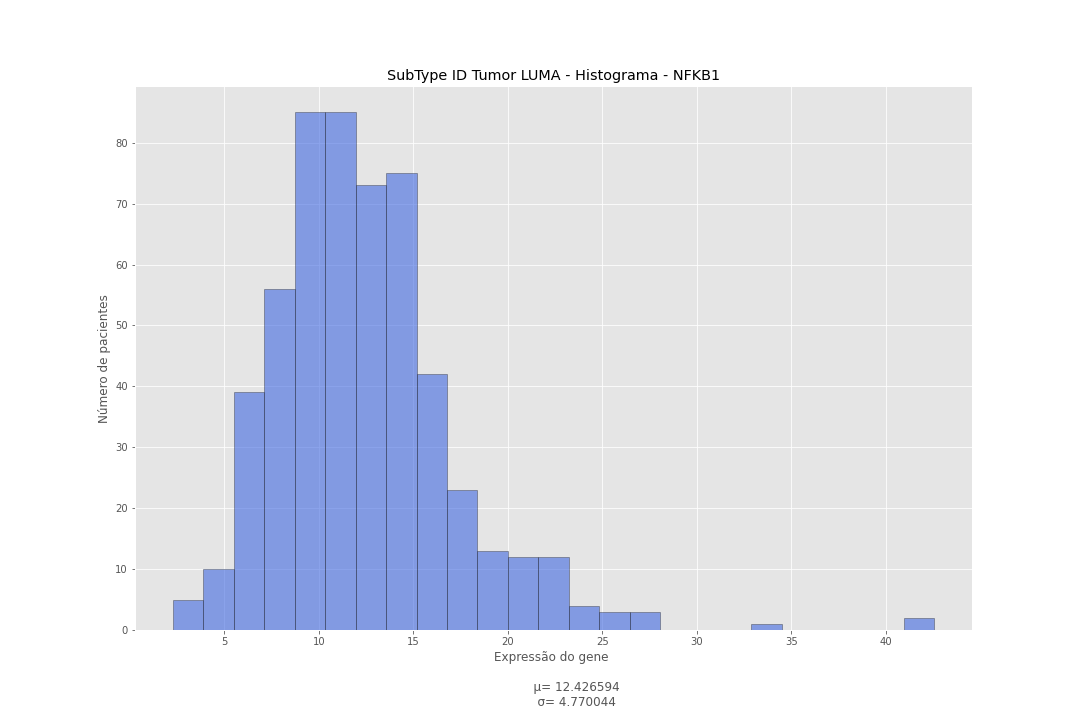 SubType ID Tumor LUMA - Histograma - NFKB1
80
70
60
50
40
30
20
10
0
Número de pacientes
5 10 15 20 25 30 35 40
Expressão do gene
μ= 12.426594
σ= 4.770044